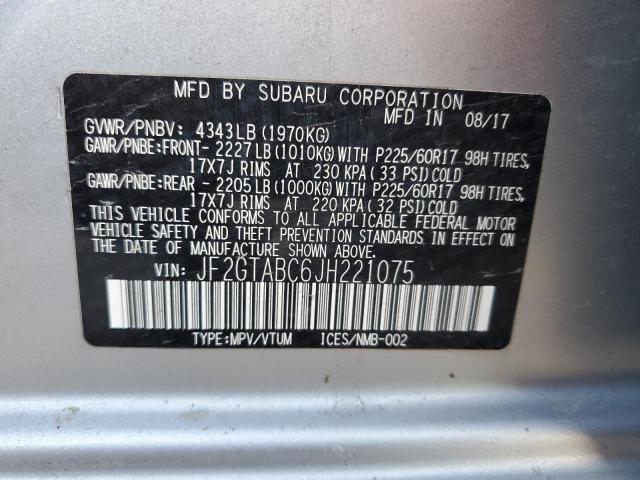 MFD BY SUBARU CORPORATION
MFD IN 08/17
GVWR/PNBV: 4343LB(1970KG)
GAWR/PNBE:FRONT- 2227LB(1010KG)WITH P225/60R17 98H TIRES,
17X7J RIMS AT 230 KPA(33 PSI)COLD
GAWR/PNBE:REAR - 2205LB(1000KG)WITH P225/60R17 98H TIRES,
17X7J RIMS AT 220 KPA(32 PSI)COLD
THIS VEHICLE CONFORMS TO ALL APPLICABLE FEDERAL MOTOR
VEHICLE SAFETY AND THEFT PREVENTION STANDARDS IN EFFECT ON
THE DATE OF MANUFACTURE SHOWN ABOVE.
VIN: JF2GTABC6JH221075
TYPE:MPV/VTUM ICES/NMB-002